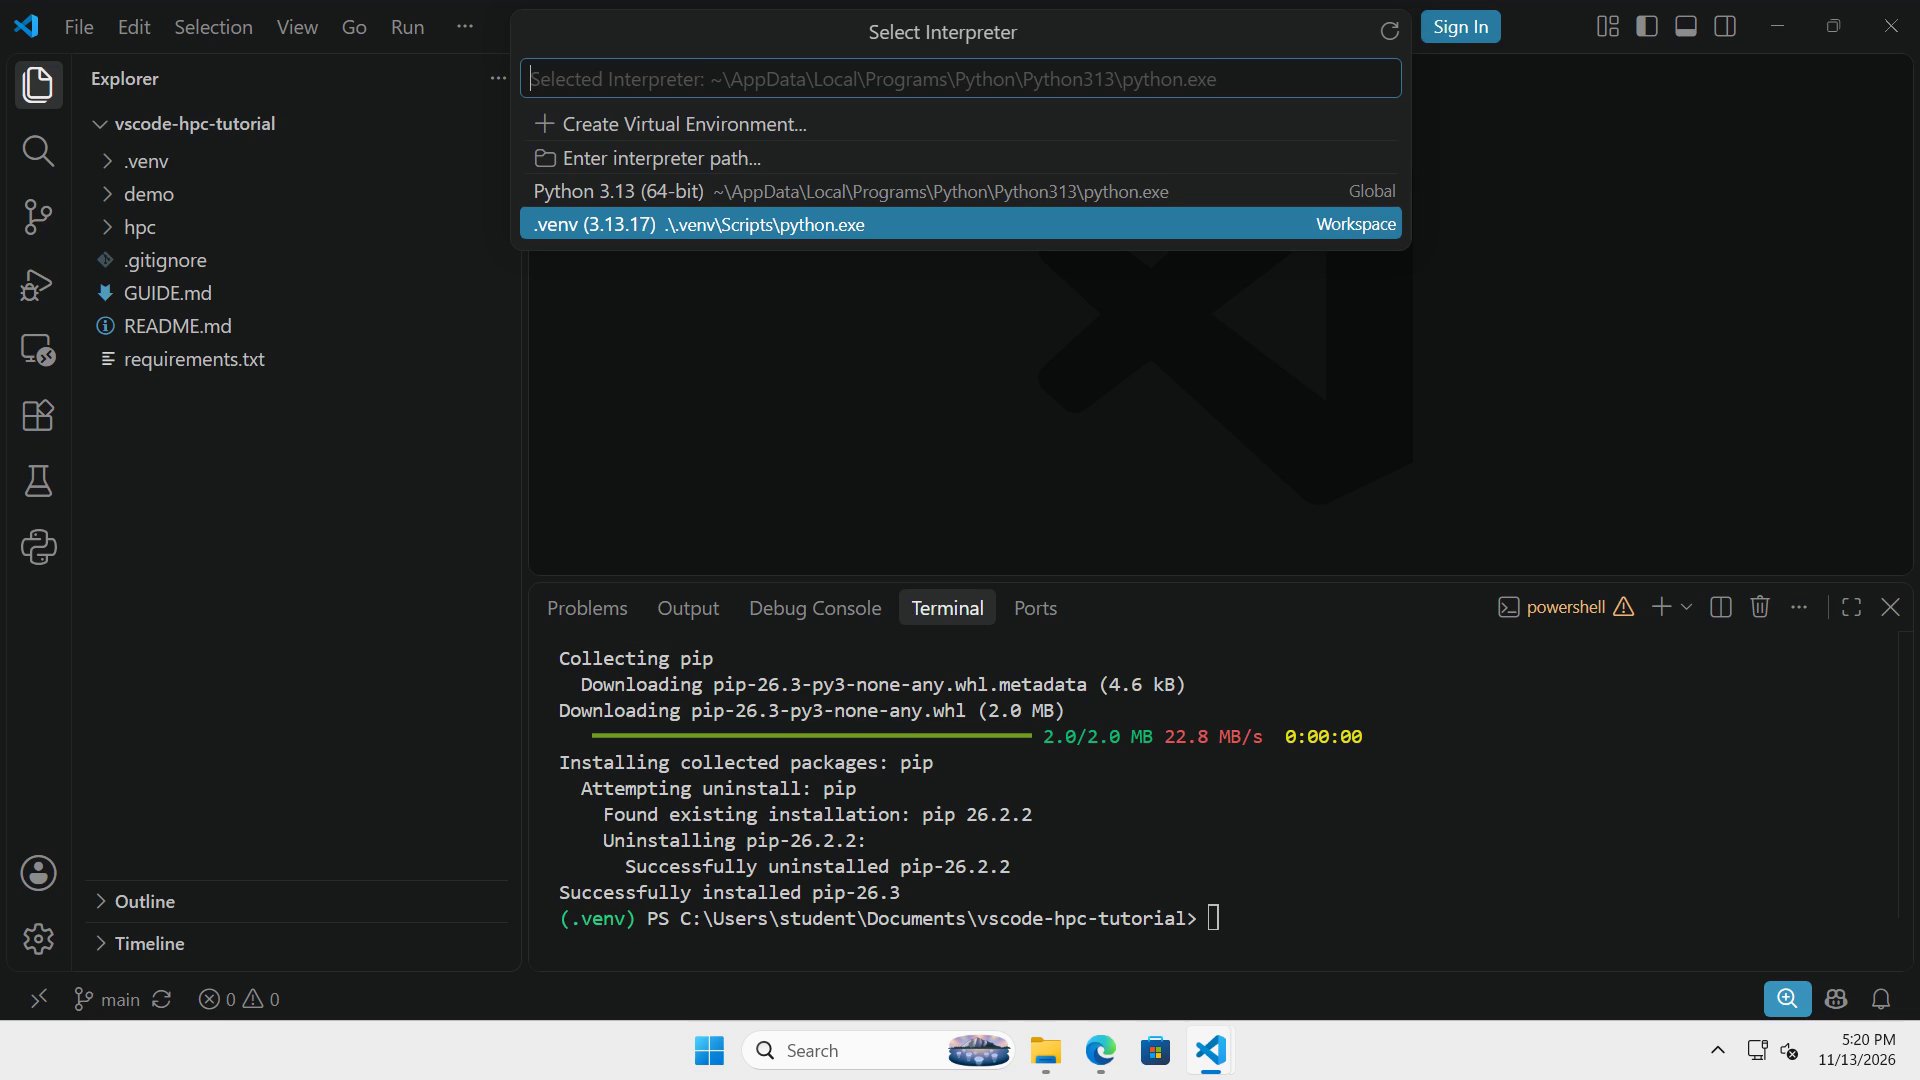 File Edit Selection View Go Run ···
Select Interpreter
Sign In
Explorer
Selected Interpreter: ~\AppData\Local\Programs\Python\Python313\python.exe
Create Virtual Environment...
Enter interpreter path...
Python 3.13 (64-bit) ~\AppData\Local\Programs\Python\Python313\python.exe Global
.venv (3.13.17) .\.venv\Scripts\python.exe Workspace
vscode-hpc-tutorial
.venv
demo
hpc
.gitignore
GUIDE.md
README.md
requirements.txt
Outline
Timeline
Problems Output Debug Console Terminal Ports
powershell
Collecting pip
Downloading pip-26.3-py3-none-any.whl.metadata (4.6 kB)
Downloading pip-26.3-py3-none-any.whl (2.0 MB)
2.0/2.0 MB 22.8 MB/s 0:00:00
Installing collected packages: pip
Attempting uninstall: pip
Found existing installation: pip 26.2.2
Uninstalling pip-26.2.2:
Successfully uninstalled pip-26.2.2
Successfully installed pip-26.3
(.venv) PS C:\Users\student\Documents\vscode-hpc-tutorial>
main 0 0
Search
5:20 PM
11/13/2026